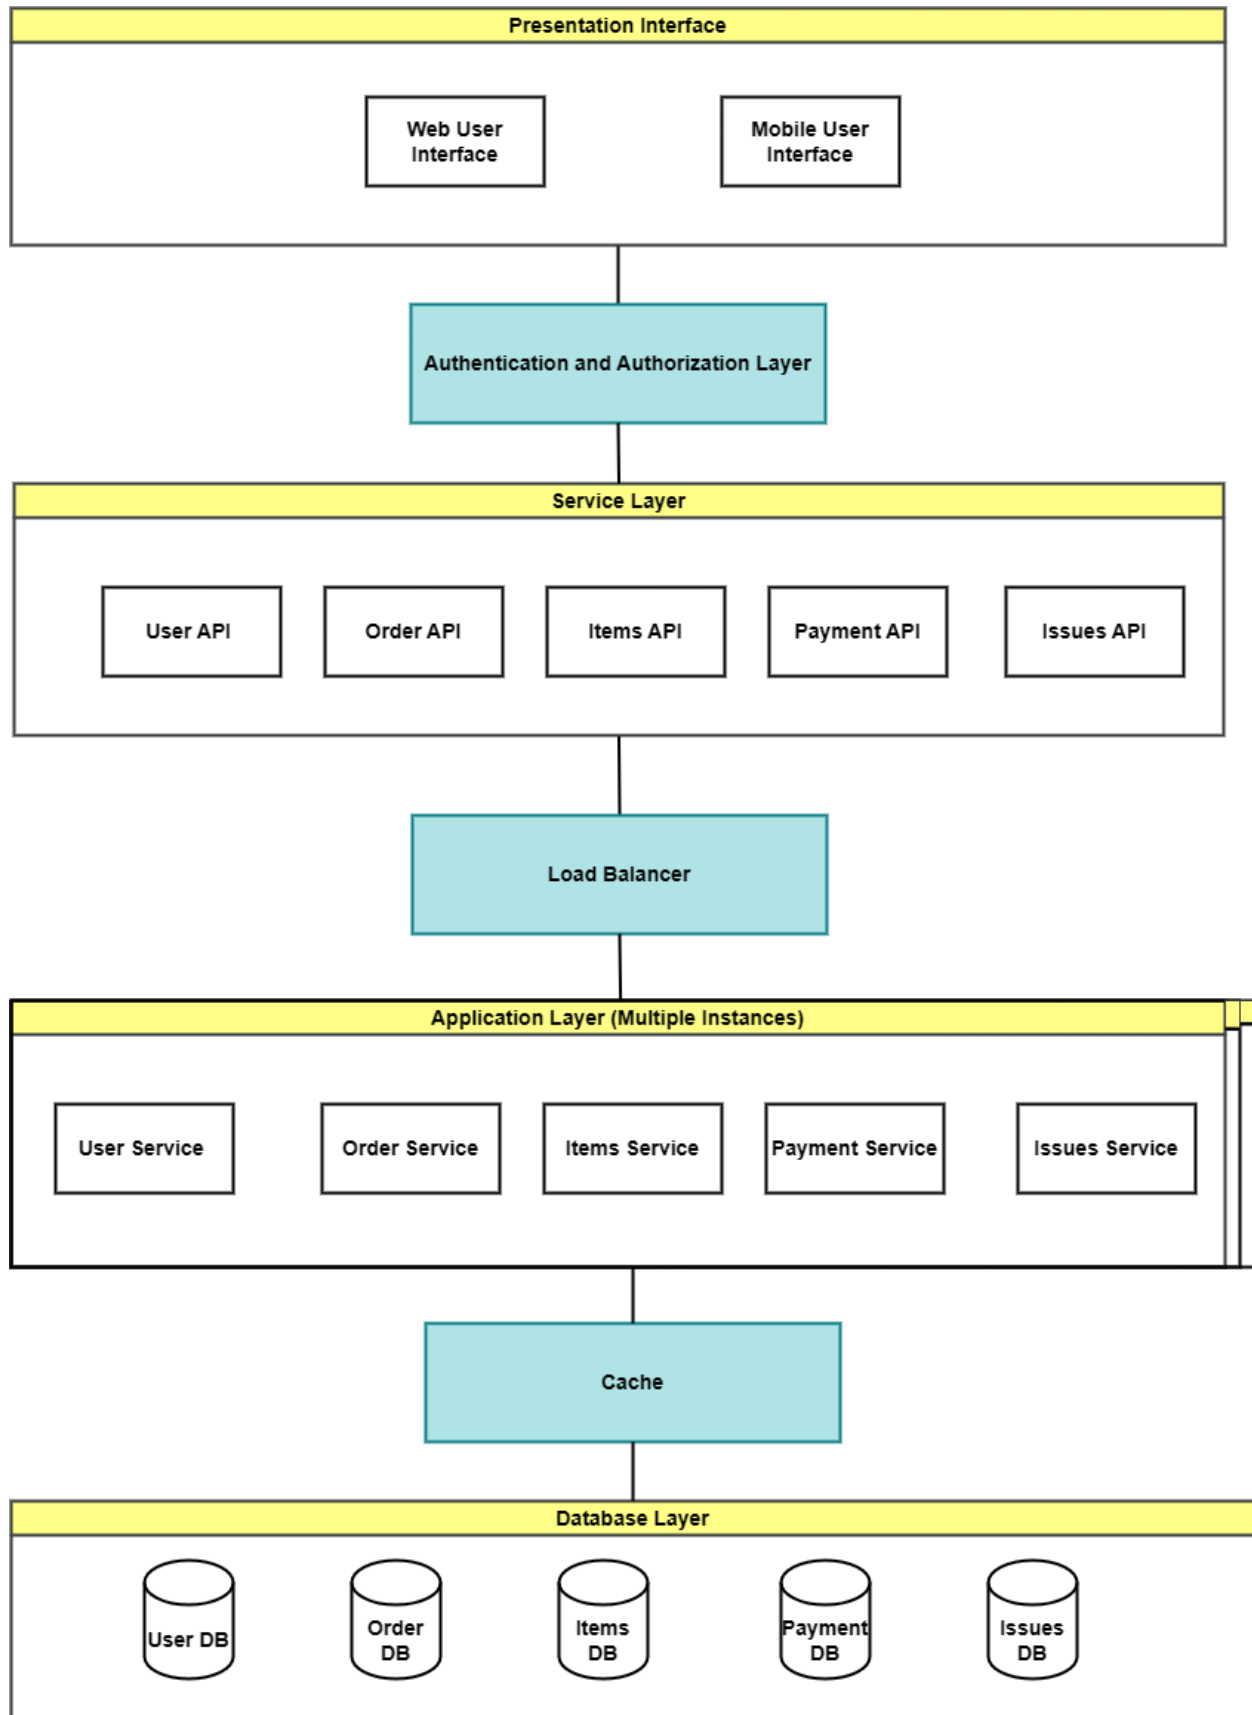 Presentation Interface
Web User
Interface
Mobile User
Interface
Authentication and Authorization Layer
Service Layer
User API
Order API
Items API
Payment API
Issues API
Load Balancer
Application Layer (Multiple Instances)
User Service
Order Service
Items Service
Payment Service
Issues Service
Cache
Database Layer
User DB
Order
DB
Items
DB
Payment
DB
Issues
DB